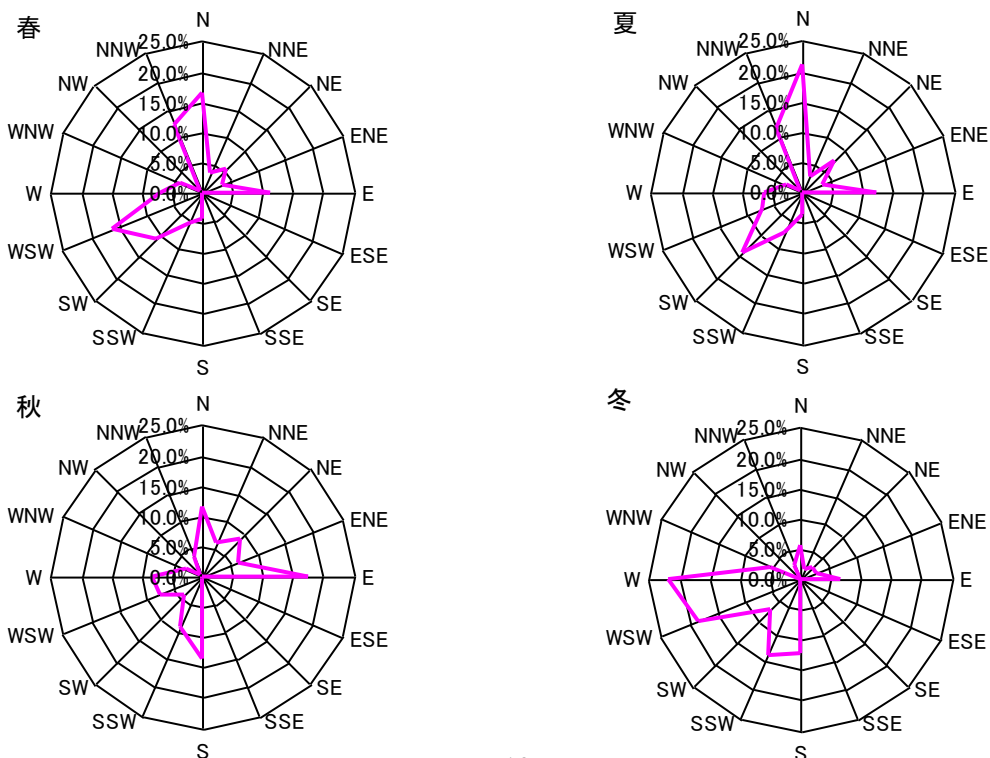 春
N
NNW
25.0%
NNE
NW
20.0%
NE
15.0%
WNW
10.0%
ENE
5.0%
W
0.0%
E
WSW
ESE
SW
SE
SSW
SSE
S
夏
N
NNW
25.0%
NNE
NW
20.0%
NE
15.0%
WNW
10.0%
ENE
5.0%
W
0.0%
E
WSW
ESE
SW
SE
SSW
SSE
S
秋
N
NNW
25.0%
NNE
NW
20.0%
NE
15.0%
WNW
10.0%
ENE
5.0%
W
0.0%
E
WSW
ESE
SW
SE
SSW
SSE
S
冬
N
NNW
25.0%
NNE
NW
20.0%
NE
15.0%
WNW
10.0%
ENE
5.0%
W
0.0%
E
WSW
ESE
SW
SE
SSW
SSE
S